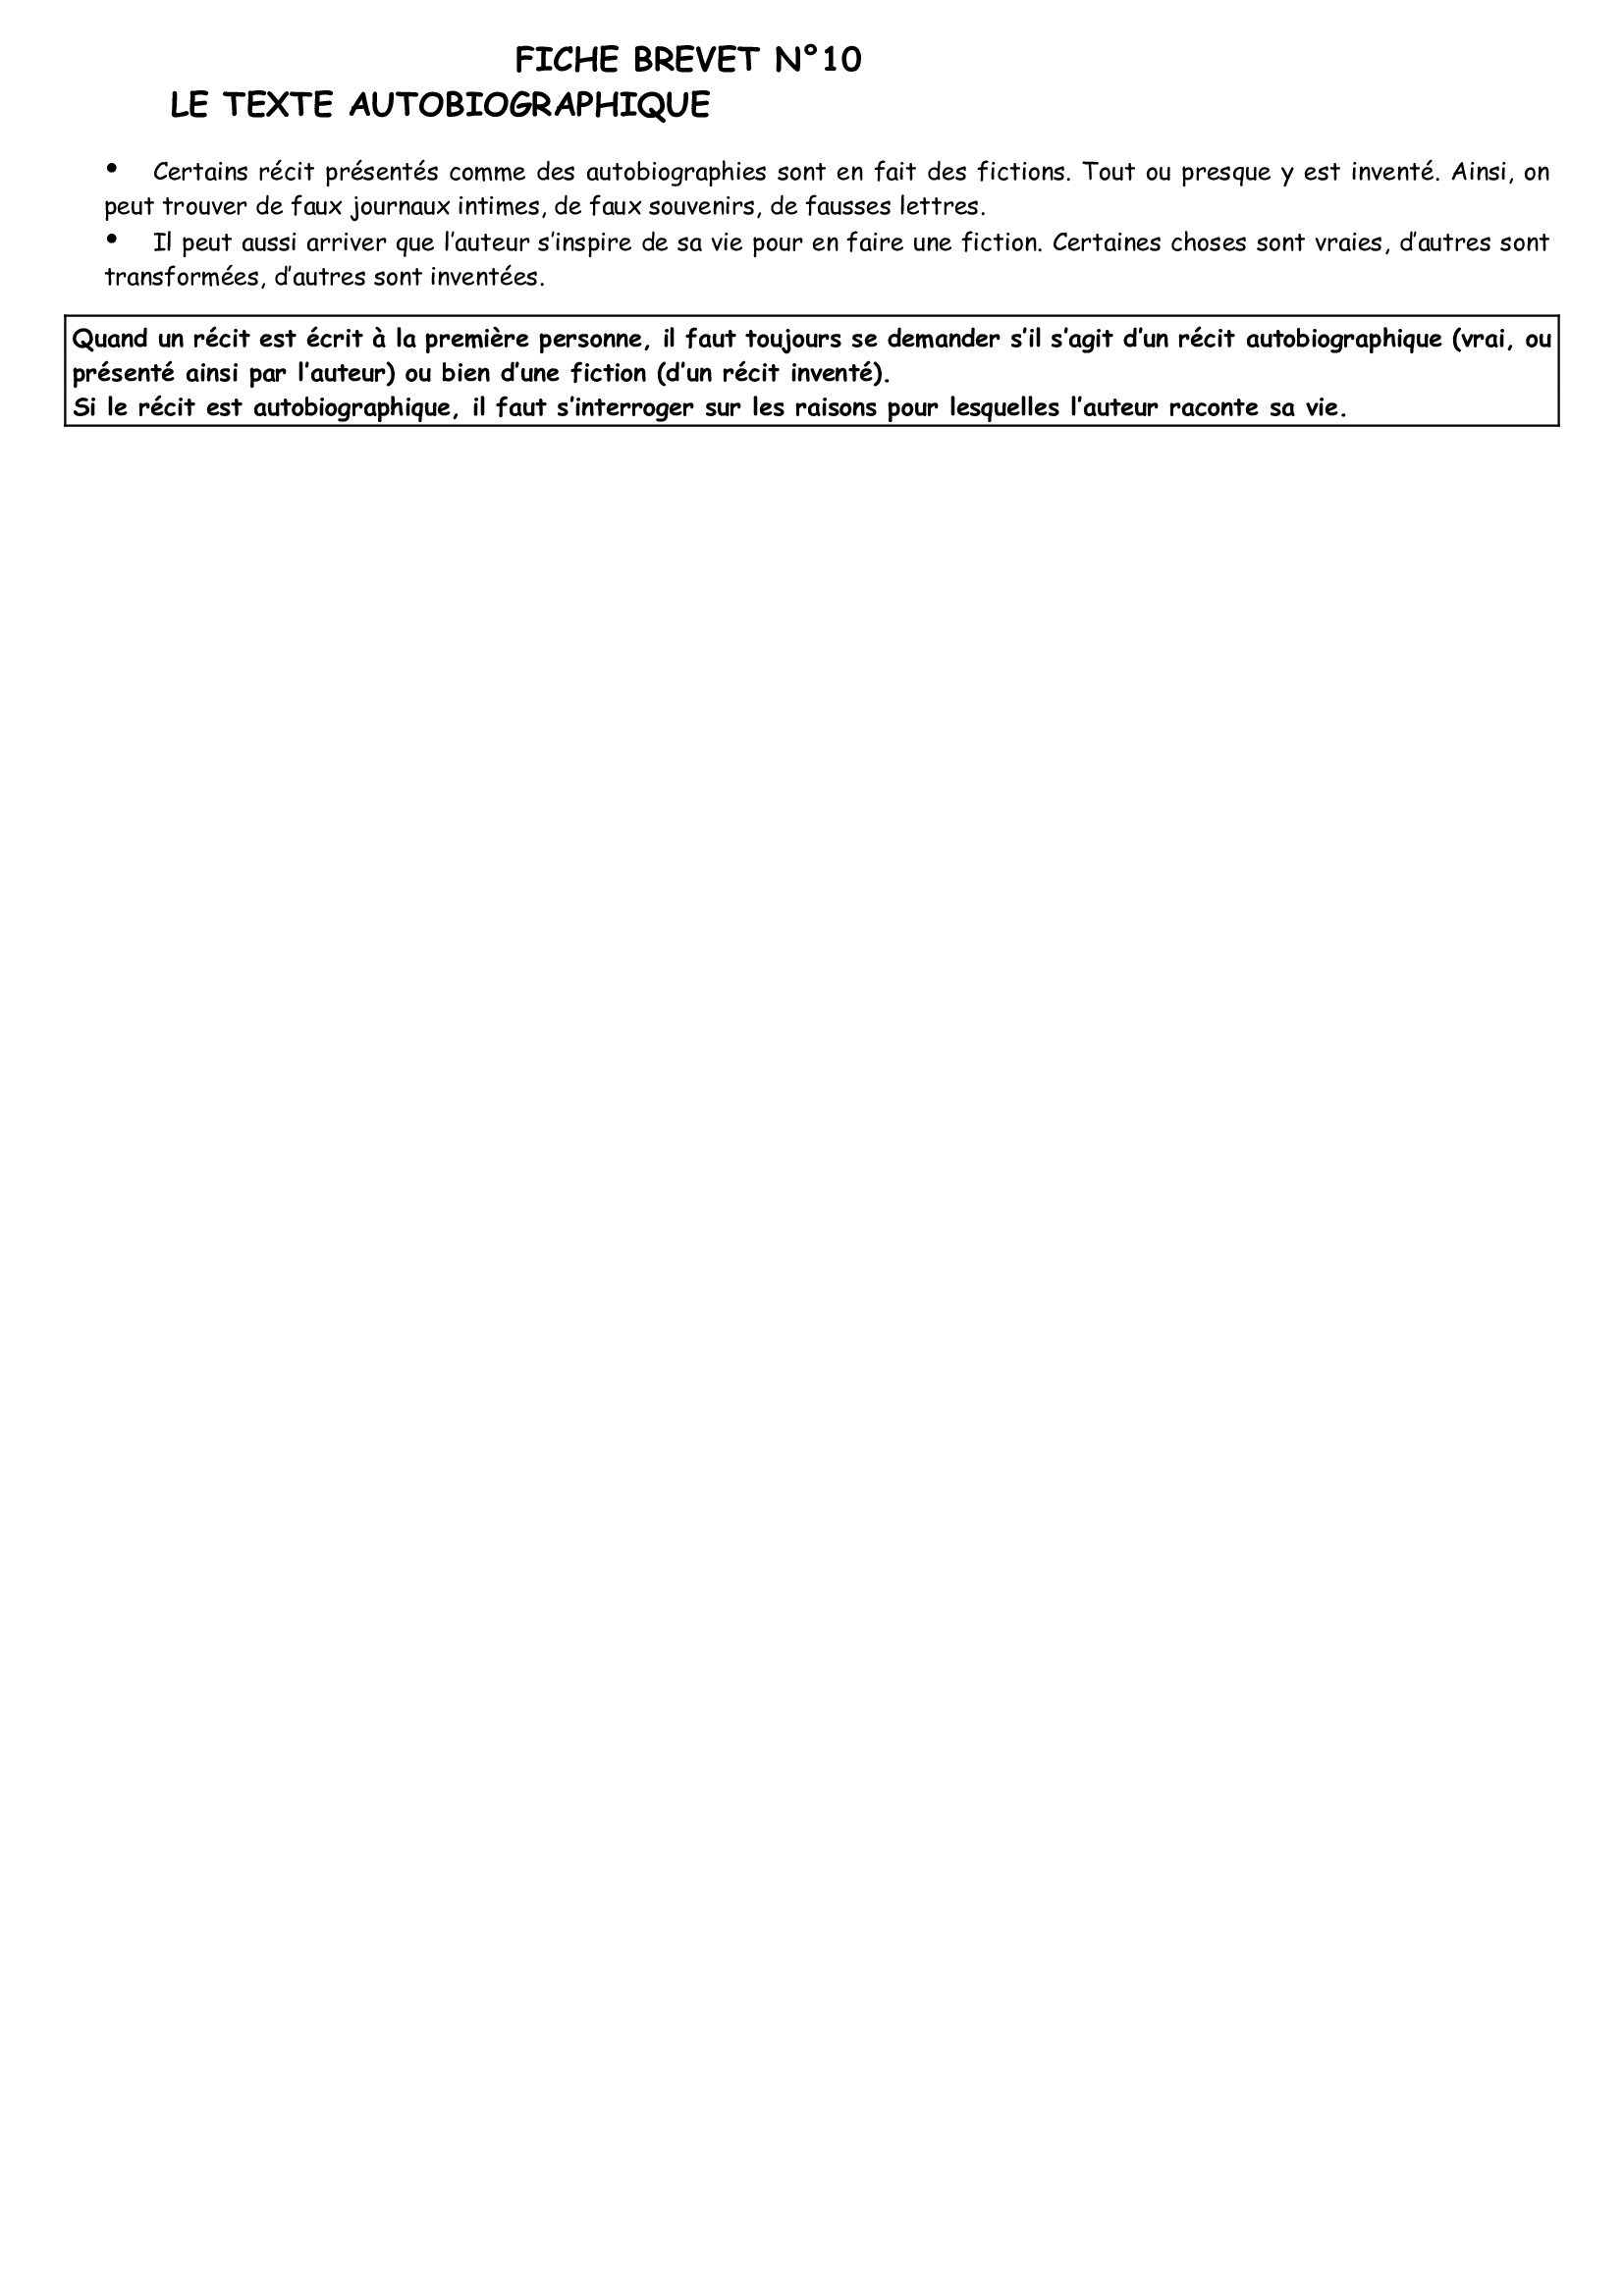 FICHE BREVET N°10
LE TEXTE AUTOBIOGRAPHIQUE
• Certains récit présentés comme des autobiographies sont en fait des fictions. Tout ou presque y est inventé. Ainsi, on
peut trouver de faux journaux intimes, de faux souvenirs, de fausses lettres.
• Il peut aussi arriver que l’auteur s’inspire de sa vie pour en faire une fiction. Certaines choses sont vraies, d’autres sont
transformées, d’autres sont inventées.
Quand un récit est écrit à la première personne, il faut toujours se demander s’il s’agit d’un récit autobiographique (vrai, ou
présenté ainsi par l’auteur) ou bien d’une fiction (d’un récit inventé).
Si le récit est autobiographique, il faut s’interroger sur les raisons pour lesquelles l’auteur raconte sa vie.